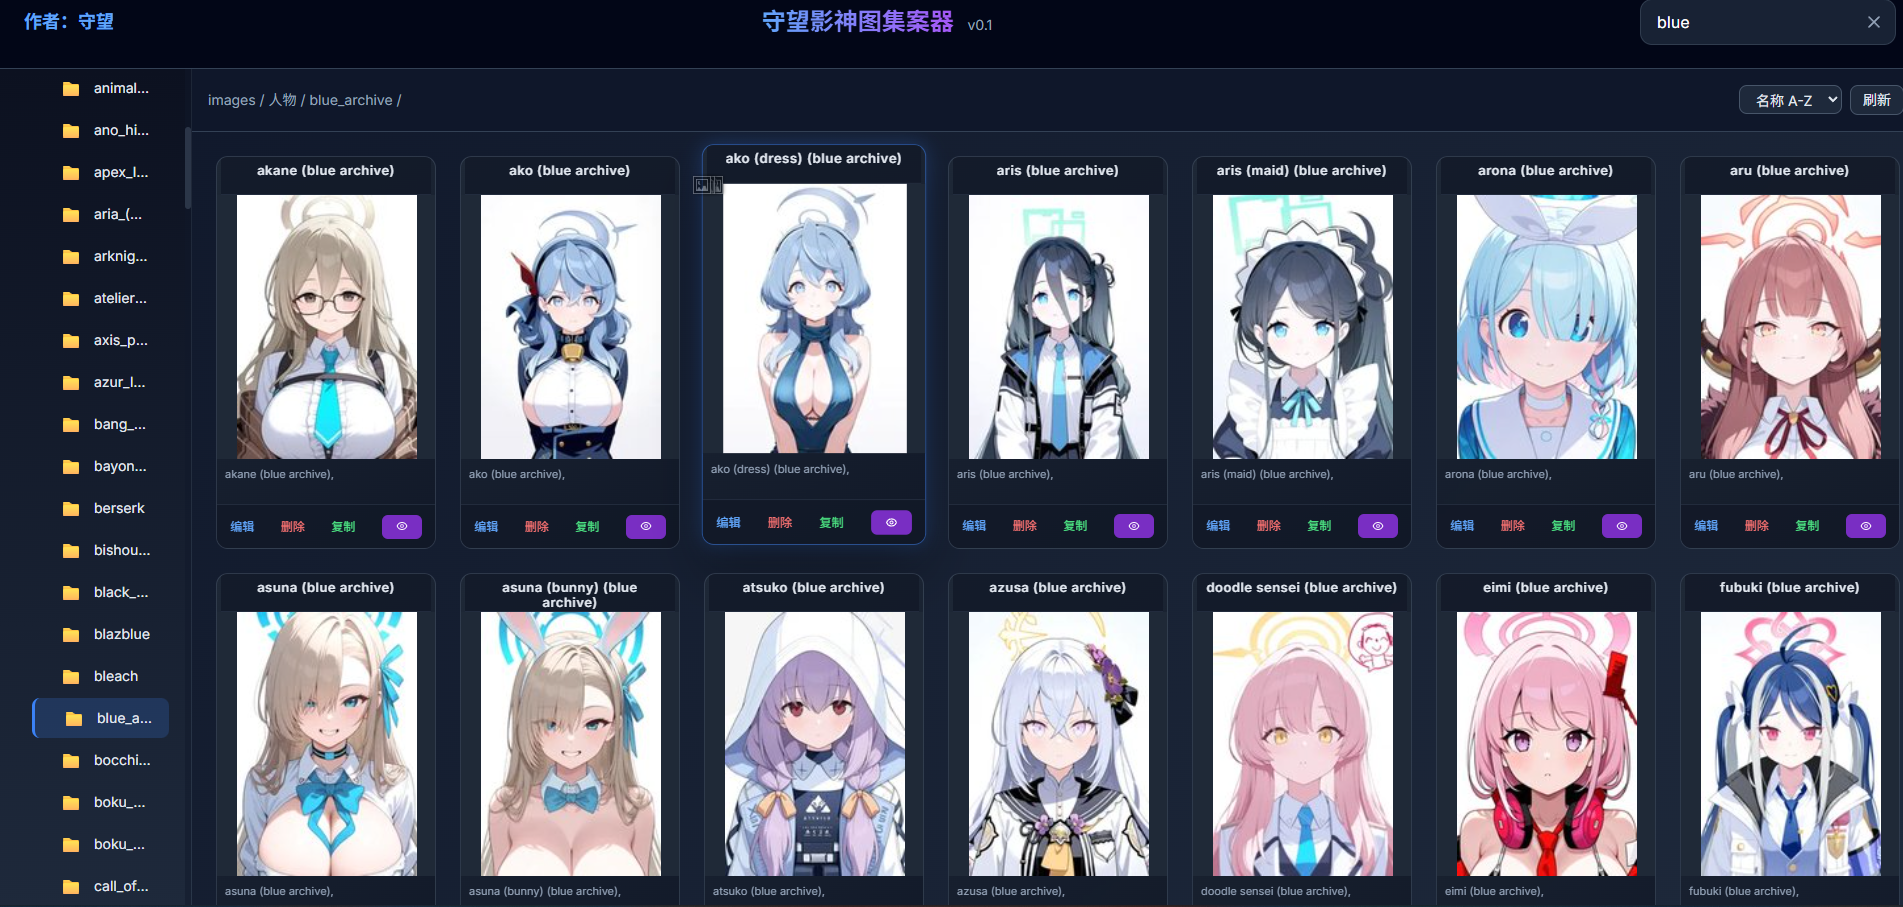 作者：守望
守望影神图集案器 v0.1
blue
images / 人物 / blue_archive /
名称 A-Z
刷新
animal...
ano_hi...
apex_l...
aria_(...
arknig...
atelier...
axis_p...
azur_l...
bang_...
bayon...
berserk
bishou...
black_...
blazblue
bleach
blue_a...
bocchi...
boku_...
boku_...
call_of...
akane (blue archive)
akane (blue archive),
编辑 删除 复制
ako (blue archive)
ako (blue archive),
编辑 删除 复制
ako (dress) (blue archive)
ako (dress) (blue archive),
编辑 删除 复制
aris (blue archive)
aris (blue archive),
编辑 删除 复制
aris (maid) (blue archive)
aris (maid) (blue archive),
编辑 删除 复制
arona (blue archive)
arona (blue archive),
编辑 删除 复制
aru (blue archive)
aru (blue archive),
编辑 删除 复制
asuna (blue archive)
asuna (blue archive),
asuna (bunny) (blue
archive)
asuna (bunny) (blue archive),
atsuko (blue archive)
atsuko (blue archive),
azusa (blue archive)
azusa (blue archive),
doodle sensei (blue archive)
doodle sensei (blue archive),
eimi (blue archive)
eimi (blue archive),
fubuki (blue archive)
fubuki (blue archive),